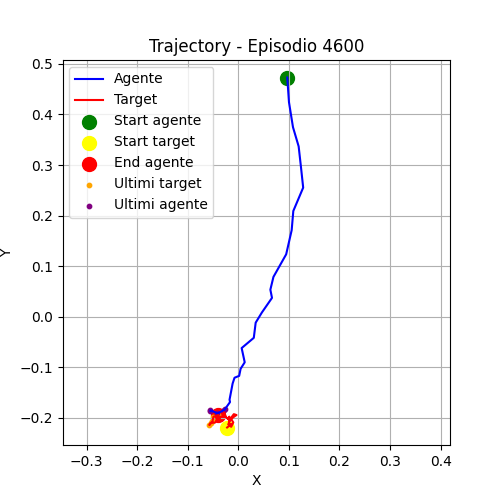 Trajectory - Episodio 4600
Agente
Target
Start agente
Start target
End agente
Ultimi target
Ultimi agente
0.5
0.4
0.3
0.2
0.1
0.0
−0.1
−0.2
Y
−0.3 −0.2 −0.1 0.0 0.1 0.2 0.3 0.4
X